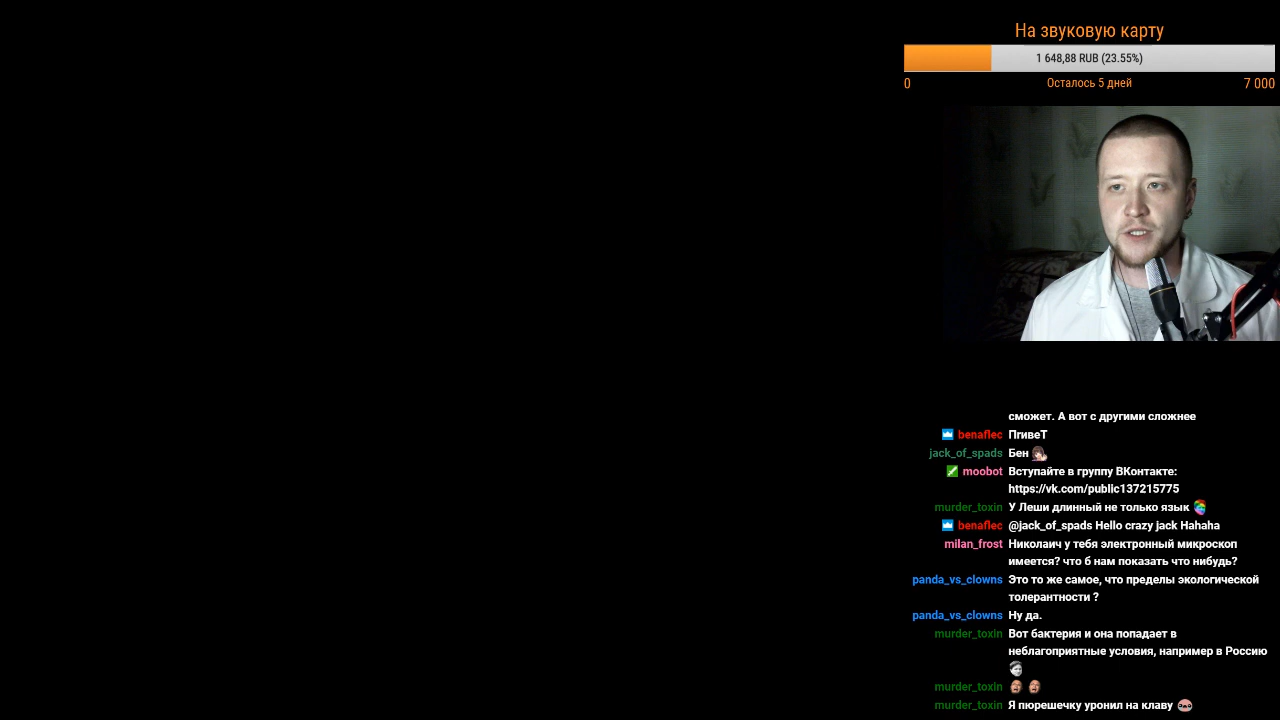 На звуковую карту
1 648,88 RUB (23.55%)
0 Осталось 5 дней 7 000
сможет. А вот с другими сложнее
benaflec ПгивеТ
jack_of_spads Бен
moobot Вступайте в группу ВКонтакте:
https://vk.com/public137215775
murder_toxin У Леши длинный не только язык
benaflec @jack_of_spads Hello crazy jack Hahaha
milan_frost Николаич у тебя электронный микроскоп
имеется? что б нам показать что нибудь?
panda_vs_clowns Это то же самое, что пределы экологической
толерантности ?
panda_vs_clowns Ну да.
murder_toxin Вот бактерия и она попадает в
неблагоприятные условия, например в Россию
murder_toxin
murder_toxin Я пюрешечку уронил на клаву